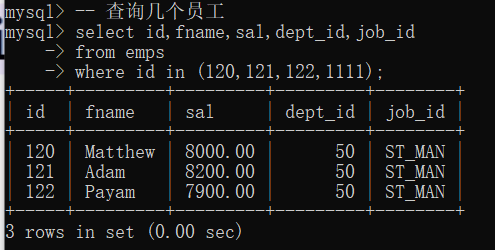 mysql> -- 查询几个员工
mysql> select id,fname,sal,dept_id,job_id
    -> from emps
    -> where id in (120,121,122,1111);
+-----+---------+---------+---------+--------+
| id  | fname   | sal     | dept_id | job_id |
+-----+---------+---------+---------+--------+
| 120 | Matthew | 8000.00 |      50 | ST_MAN |
| 121 | Adam    | 8200.00 |      50 | ST_MAN |
| 122 | Payam   | 7900.00 |      50 | ST_MAN |
+-----+---------+---------+---------+--------+
3 rows in set (0.00 sec)